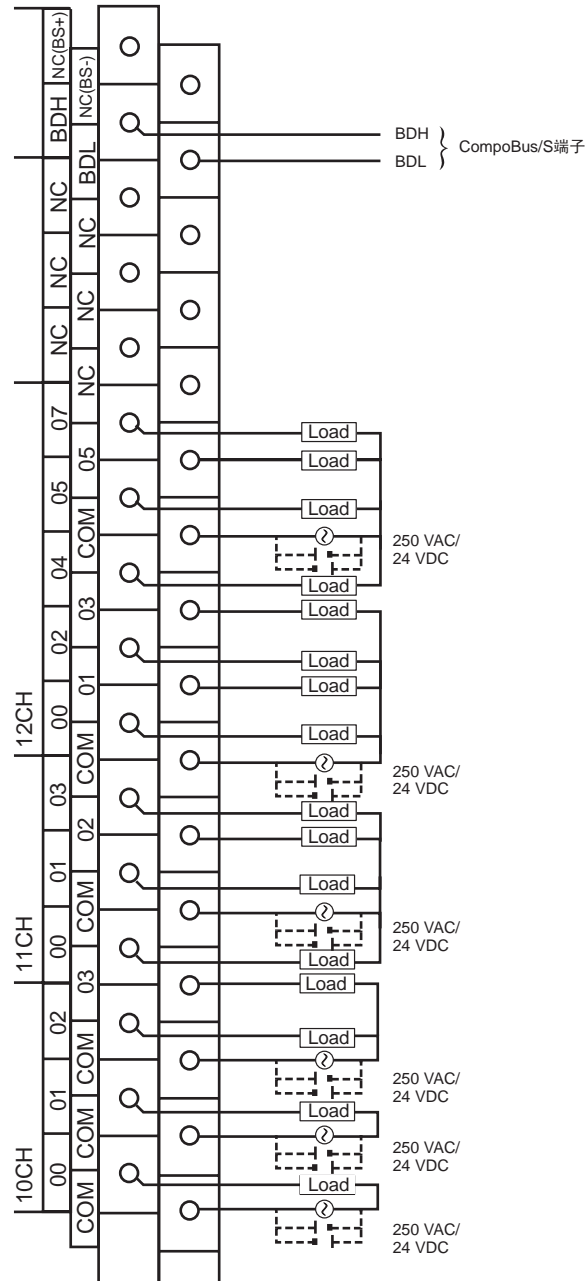 NC(BS+)
BDH
NC
NC
NC
07
05
04
02
00
03
01
00
02
01
00
12CH
11CH
10CH
NC(BS-)
BDL
NC
NC
NC
05
COM
03
01
COM
02
COM
03
COM
COM
COM
BDH
BDL
CompoBus/S端子
Load
Load
Load
250 VAC/
24 VDC
Load
Load
Load
Load
Load
250 VAC/
24 VDC
Load
Load
Load
250 VAC/
24 VDC
Load
Load
Load
250 VAC/
24 VDC
Load
250 VAC/
24 VDC
Load
250 VAC/
24 VDC